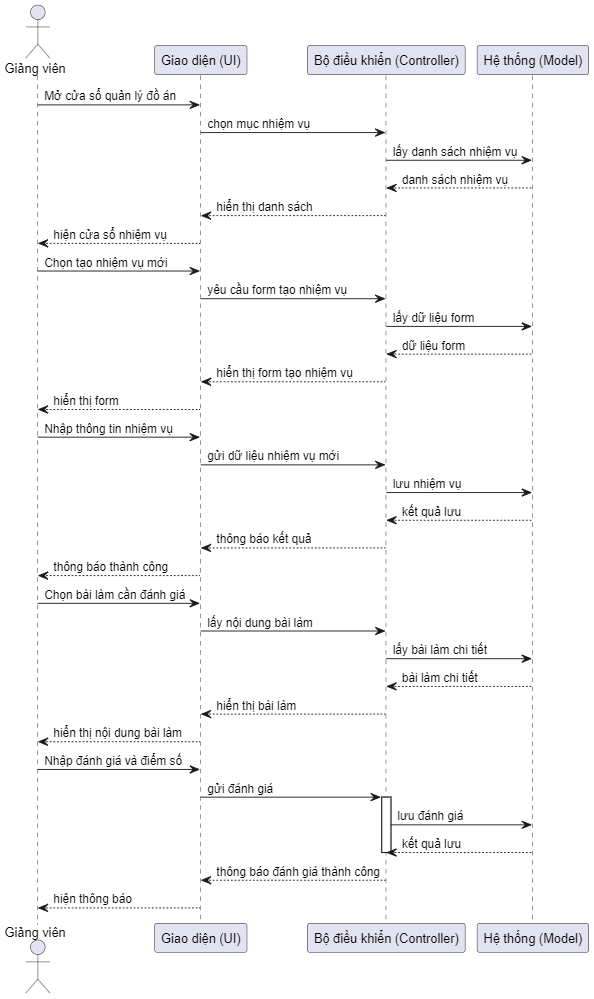 Giảng viên
Giao diện (UI)
Bộ điều khiển (Controller)
Hệ thống (Model)
Mở cửa sổ quản lý đồ án
chọn mục nhiệm vụ
lấy danh sách nhiệm vụ
danh sách nhiệm vụ
hiển thị danh sách
hiên cửa sổ nhiệm vụ
Chọn tạo nhiệm vụ mới
yêu cầu form tạo nhiệm vụ
lấy dữ liệu form
dữ liệu form
hiển thị form tạo nhiệm vụ
hiển thị form
Nhập thông tin nhiệm vụ
gửi dữ liệu nhiệm vụ mới
lưu nhiệm vụ
kết quả lưu
thông báo kết quả
thông báo thành công
Chọn bài làm cần đánh giá
lấy nội dung bài làm
lấy bài làm chi tiết
bài làm chi tiết
hiển thị bài làm
hiển thị nội dung bài làm
Nhập đánh giá và điểm số
gửi đánh giá
lưu đánh giá
kết quả lưu
thông báo đánh giá thành công
hiện thông báo
Giảng viên
Giao diện (UI)
Bộ điều khiển (Controller)
Hệ thống (Model)